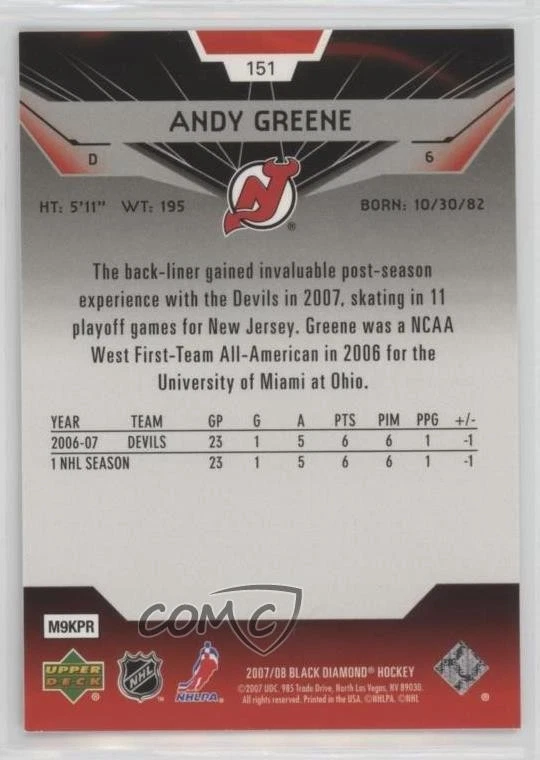 151
ANDY GREENE
D
6
HT: 5'11" WT: 195
BORN: 10/30/82
®
The back-liner gained invaluable post-season
experience with the Devils in 2007, skating in 11
playoff games for New Jersey. Greene was a NCAA
West First-Team All-American in 2006 for the
University of Miami at Ohio.
YEAR TEAM GP G A PTS PIM PPG +/-
2006-07 DEVILS 23 1 5 6 6 1 -1
1 NHL SEASON 23 1 5 6 6 1 -1
COMC
M9KPR
UPPER
DECK
®
NHL
™
NHLPA
®
2007/08 BLACK DIAMOND® HOCKEY
©2007 UDC. 985 Trade Drive, North Las Vegas, NV 89030.
All rights reserved. Printed in the USA. ©NHLPA. ©NHL
®